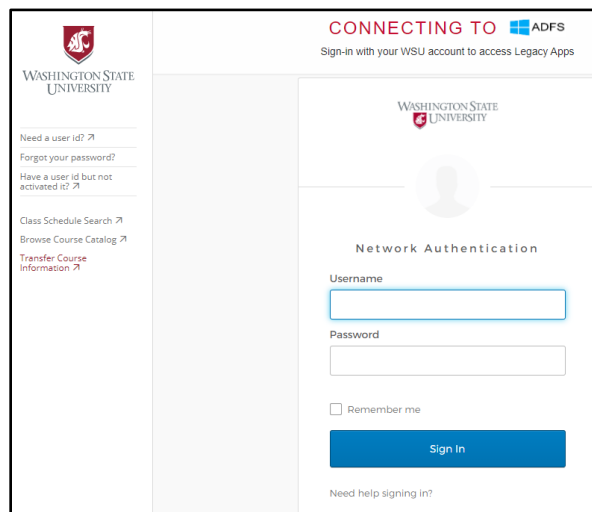 WASHINGTON STATE
UNIVERSITY
Need a user id?
Forgot your password?
Have a user id but not
activated it?
Class Schedule Search
Browse Course Catalog
Transfer Course
Information
CONNECTING TO ADFS
Sign-in with your WSU account to access Legacy Apps
WASHINGTON STATE
UNIVERSITY
Network Authentication
Username
Password
Remember me
Sign In
Need help signing in?